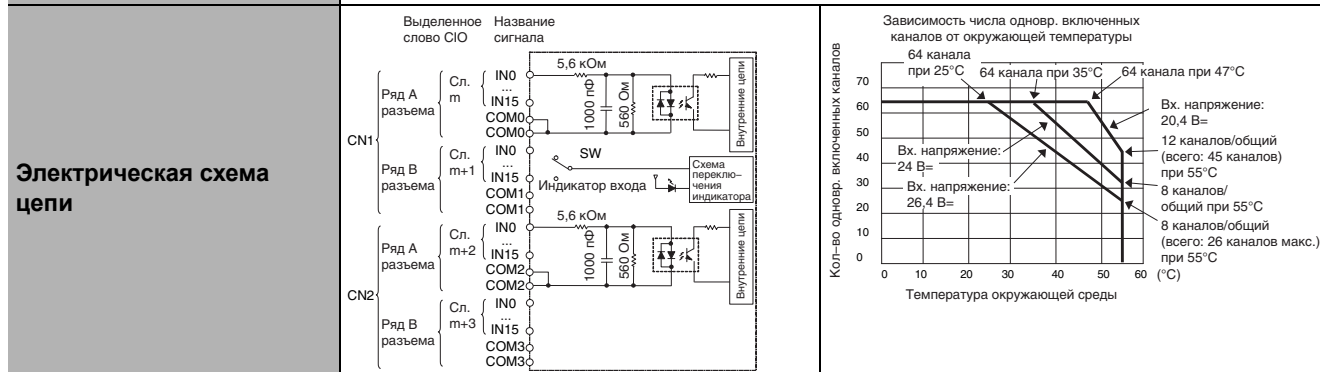 Электрическая схема
цепи
Выделенное
слово CIO
Название
сигнала
CN1
Ряд A
разъема
Сл.
m
IN0
...
IN15
COM0
COM0
Ряд B
разъема
Сл.
m+1
IN0
...
IN15
COM1
COM1
CN2
Ряд A
разъема
Сл.
m+2
IN0
...
IN15
COM2
COM2
Ряд B
разъема
Сл.
m+3
IN0
...
IN15
COM3
COM3
5,6 кОм
1000 пФ
560 Ом
Внутренние цепи
SW
Индикатор входа
Схема
переклю–
чения
индикатора
5,6 кОм
1000 пФ
560 Ом
Внутренние цепи
Зависимость числа одновр. включенных
каналов от окружающей температуры
Кол–во одновр. включенных каналов
64 канала
при 25°C
64 канала при 35°C
64 канала при 47°C
Вх. напряжение:
20,4 В=
12 каналов/общий
(всего: 45 каналов)
при 55°C
Вх. напряжение:
24 В=
Вх. напряжение:
26,4 В=
8 каналов/
общий при 55°C
8 каналов/общий
(всего: 26 каналов макс.)
при 55°C
70
60
50
40
30
20
10
0
0 10 20 30 40 50 60
(°C)
Температура окружающей среды